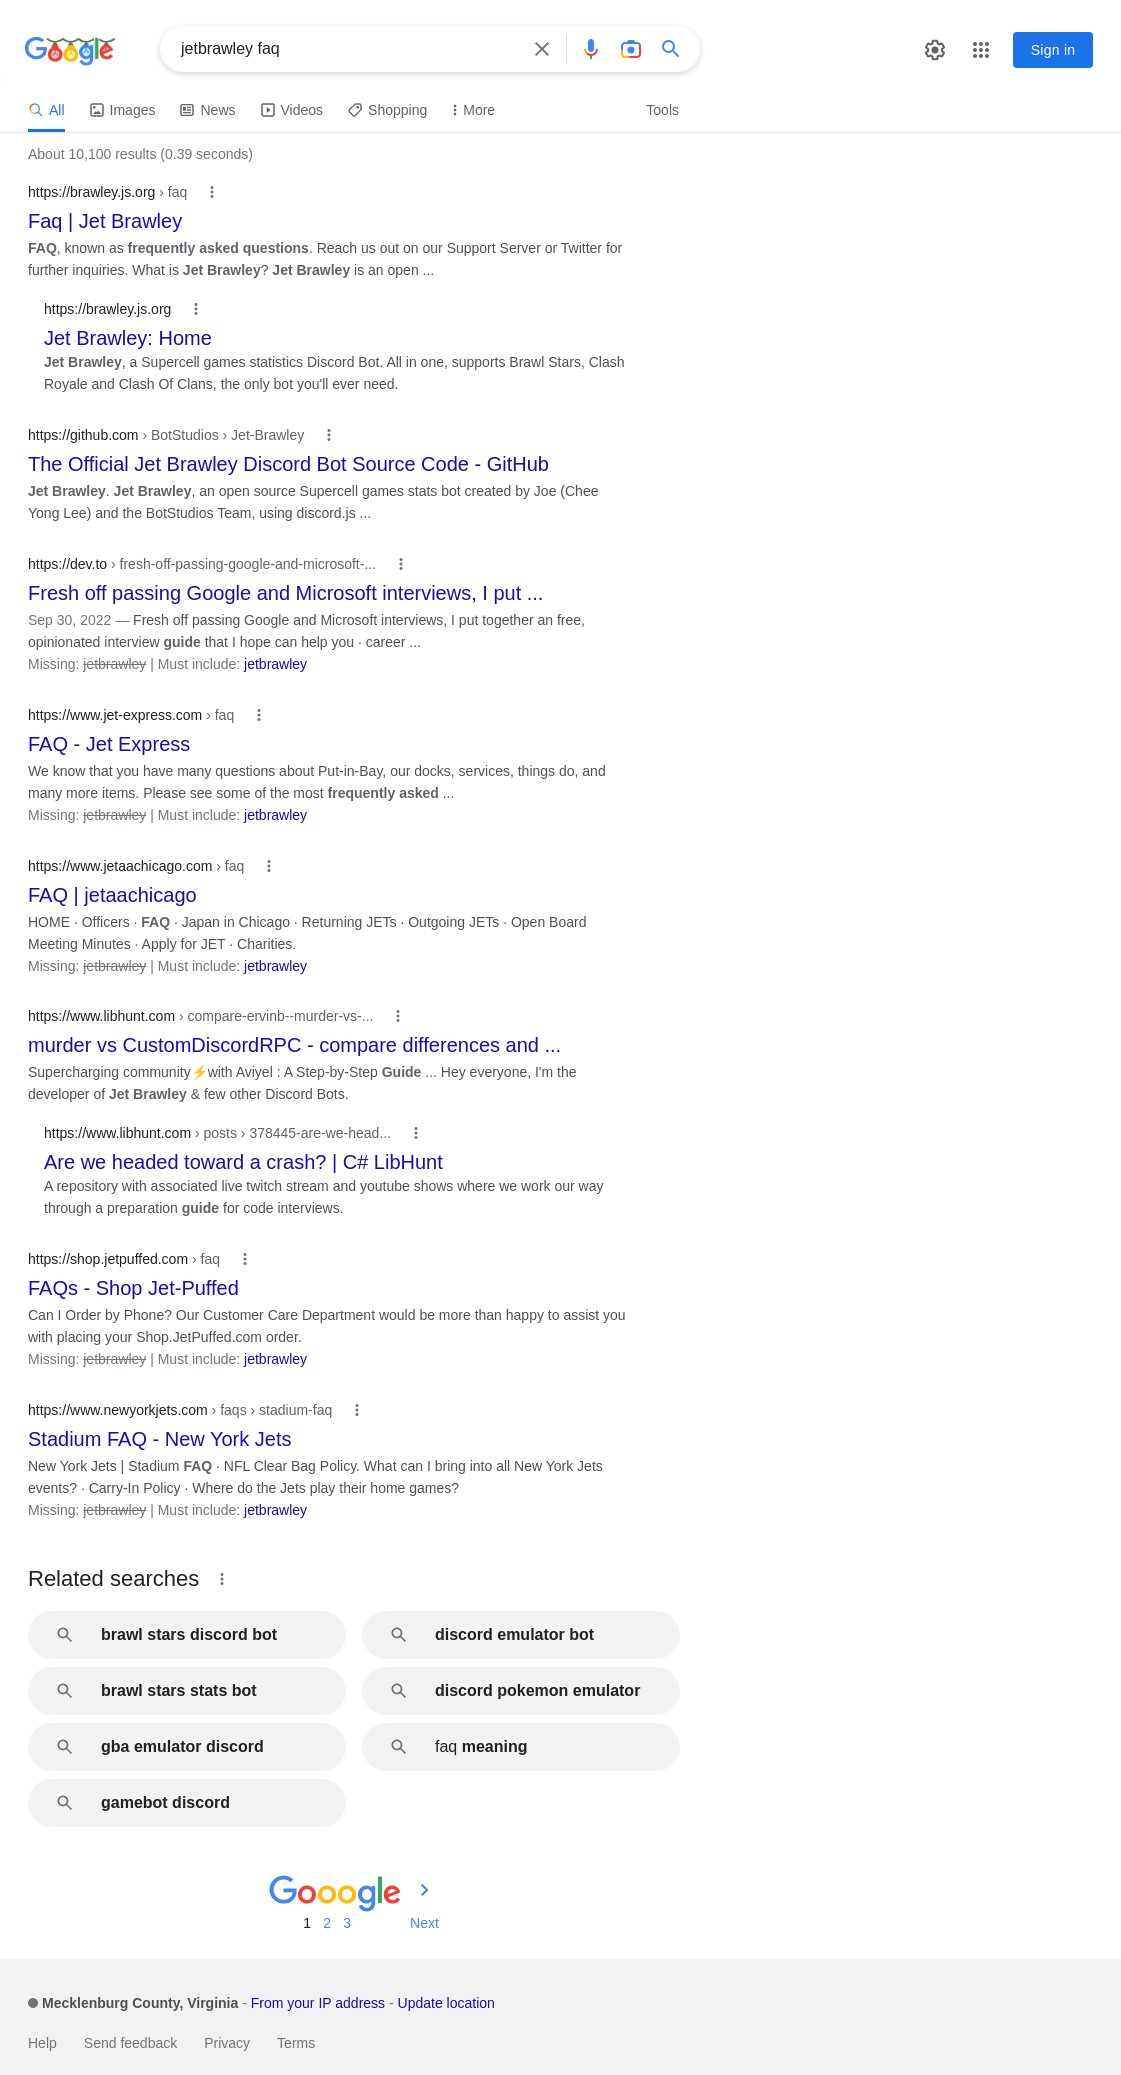 Google
jetbrawley faq
Sign in
All
Images
News
Videos
Shopping
More
Tools
About 10,100 results (0.39 seconds)
https://brawley.js.org › faq
Faq | Jet Brawley
FAQ, known as frequently asked questions. Reach us out on our Support Server or Twitter for
further inquiries. What is Jet Brawley? Jet Brawley is an open ...
https://brawley.js.org
Jet Brawley: Home
Jet Brawley, a Supercell games statistics Discord Bot. All in one, supports Brawl Stars, Clash
Royale and Clash Of Clans, the only bot you'll ever need.
https://github.com › BotStudios › Jet-Brawley
The Official Jet Brawley Discord Bot Source Code - GitHub
Jet Brawley. Jet Brawley, an open source Supercell games stats bot created by Joe (Chee
Yong Lee) and the BotStudios Team, using discord.js ...
https://dev.to › fresh-off-passing-google-and-microsoft-...
Fresh off passing Google and Microsoft interviews, I put ...
Sep 30, 2022 — Fresh off passing Google and Microsoft interviews, I put together an free,
opinionated interview guide that I hope can help you · career ...
Missing: jetbrawley | Must include: jetbrawley
https://www.jet-express.com › faq
FAQ - Jet Express
We know that you have many questions about Put-in-Bay, our docks, services, things do, and
many more items. Please see some of the most frequently asked ...
Missing: jetbrawley | Must include: jetbrawley
https://www.jetaachicago.com › faq
FAQ | jetaachicago
HOME · Officers · FAQ · Japan in Chicago · Returning JETs · Outgoing JETs · Open Board
Meeting Minutes · Apply for JET · Charities.
Missing: jetbrawley | Must include: jetbrawley
https://www.libhunt.com › compare-ervinb--murder-vs-...
murder vs CustomDiscordRPC - compare differences and ...
Supercharging community⚡with Aviyel : A Step-by-Step Guide ... Hey everyone, I'm the
developer of Jet Brawley & few other Discord Bots.
https://www.libhunt.com › posts › 378445-are-we-head...
Are we headed toward a crash? | C# LibHunt
A repository with associated live twitch stream and youtube shows where we work our way
through a preparation guide for code interviews.
https://shop.jetpuffed.com › faq
FAQs - Shop Jet-Puffed
Can I Order by Phone? Our Customer Care Department would be more than happy to assist you
with placing your Shop.JetPuffed.com order.
Missing: jetbrawley | Must include: jetbrawley
https://www.newyorkjets.com › faqs › stadium-faq
Stadium FAQ - New York Jets
New York Jets | Stadium FAQ · NFL Clear Bag Policy. What can I bring into all New York Jets
events? · Carry-In Policy · Where do the Jets play their home games?
Missing: jetbrawley | Must include: jetbrawley
Related searches
brawl stars discord bot
discord emulator bot
brawl stars stats bot
discord pokemon emulator
gba emulator discord
faq meaning
gamebot discord
Gooogle
1 2 3 Next
Mecklenburg County, Virginia - From your IP address - Update location
Help
Send feedback
Privacy
Terms